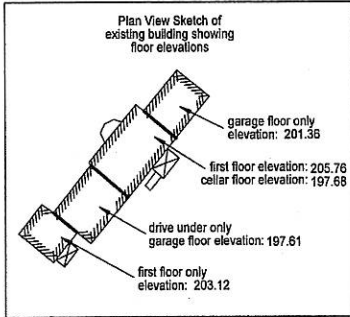 Plan View Sketch of
existing building showing
floor elevations
garage floor only
elevation: 201.36
first floor elevation: 205.76
cellar floor elevation: 197.68
drive under only
garage floor elevation: 197.61
first floor only
elevation: 203.12